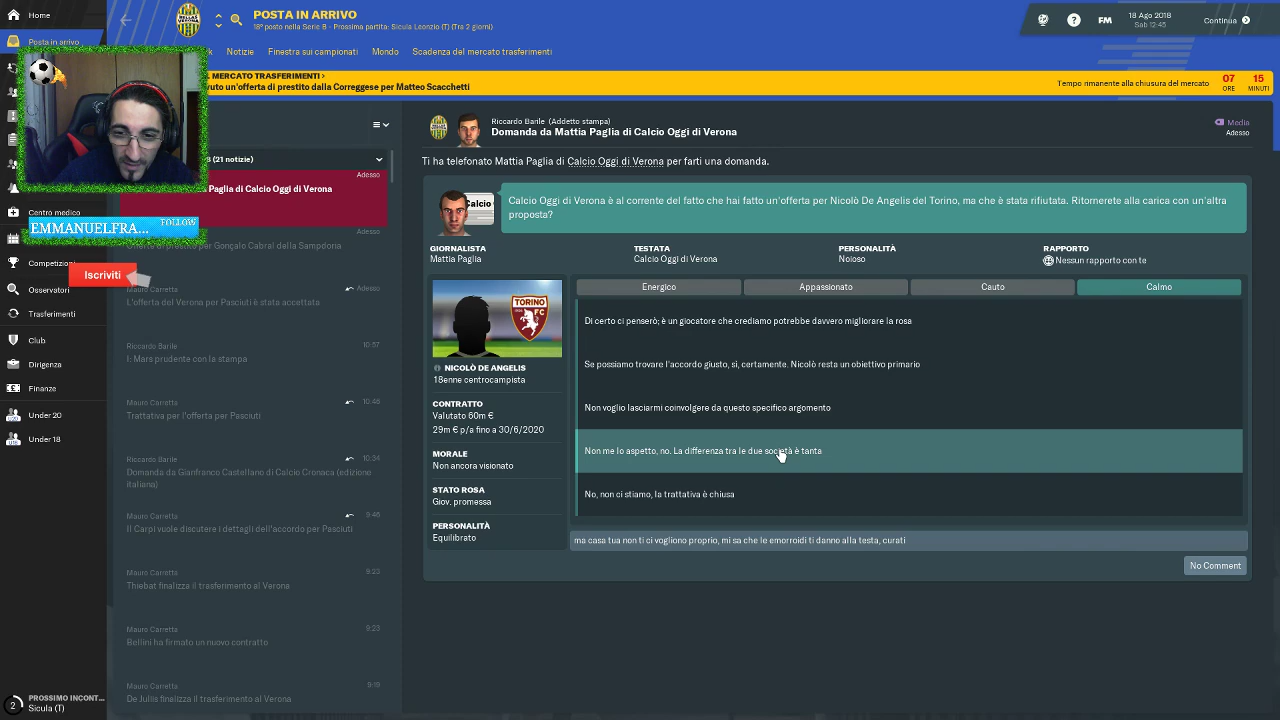 Home
Posta in arrivo
POSTA IN ARRIVO
18° posto nella Serie B - Prossima partita: Sicula Leonzio (T) (Tra 2 giorni)
FM
18 Ago 2018
Sab 12:45
Continua
Notizie
Finestra sui campionati
Mondo
Scadenza del mercato trasferimenti
MERCATO TRASFERIMENTI ›
vuto un'offerta di prestito dalla Correggese per Matteo Scacchetti
Tempo rimanente alla chiusura del mercato
07
ORE
15
MINUTI
(21 notizie)
Adesso
Paglia di Calcio Oggi di Verona
Adesso
Offerta di prestito per Gonçalo Cabral della Sampdoria
Mauro Carretta
Adesso
L'offerta del Verona per Pasciuti è stata accettata
Riccardo Barile
10:57
I: Mars prudente con la stampa
Mauro Carretta
10:46
Trattativa per l'offerta per Pasciuti
Riccardo Barile
10:34
Domanda da Gianfranco Castellano di Calcio Cronaca (edizione italiana)
Mauro Carretta
9:46
Il Carpi vuole discutere i dettagli dell'accordo per Pasciuti
Mauro Carretta
9:23
Thiebat finalizza il trasferimento al Verona
Mauro Carretta
9:23
Bellini ha firmato un nuovo contratto
Mauro Carretta
9:19
De Juliis finalizza il trasferimento al Verona
Centro medico
EMMANUELFRA...
FOLLOW
Competizioni
Iscriviti
Osservatori
Trasferimenti
Club
Dirigenza
Finanze
Under 20
Under 18
2
PROSSIMO INCONT...
Sicula (T)
Riccardo Barile (Addetto stampa)
Domanda da Mattia Paglia di Calcio Oggi di Verona
Media
Adesso
Ti ha telefonato Mattia Paglia di Calcio Oggi di Verona per farti una domanda.
Calcio
Calcio Oggi di Verona è al corrente del fatto che hai fatto un'offerta per Nicolò De Angelis del Torino, ma che è stata rifiutata. Ritornerete alla carica con un'altra
proposta?
GIORNALISTA
Mattia Paglia
TESTATA
Calcio Oggi di Verona
PERSONALITÀ
Noioso
RAPPORTO
Nessun rapporto con te
TORINO
FC
NICOLÒ DE ANGELIS
18enne centrocampista
CONTRATTO
Valutato 60m €
29m € p/a fino a 30/6/2020
MORALE
Non ancora visionato
STATO ROSA
Giov. promessa
PERSONALITÀ
Equilibrato
Energico
Appassionato
Cauto
Calmo
Di certo ci penserò; è un giocatore che crediamo potrebbe davvero migliorare la rosa
Se possiamo trovare l'accordo giusto, sì, certamente. Nicolò resta un obiettivo primario
Non voglio lasciarmi coinvolgere da questo specifico argomento
Non me lo aspetto, no. La differenza tra le due società è tanta
No, non ci stiamo, la trattativa è chiusa
ma casa tua non ti ci vogliono proprio, mi sa che le emorroidi ti danno alla testa, curati
No Comment